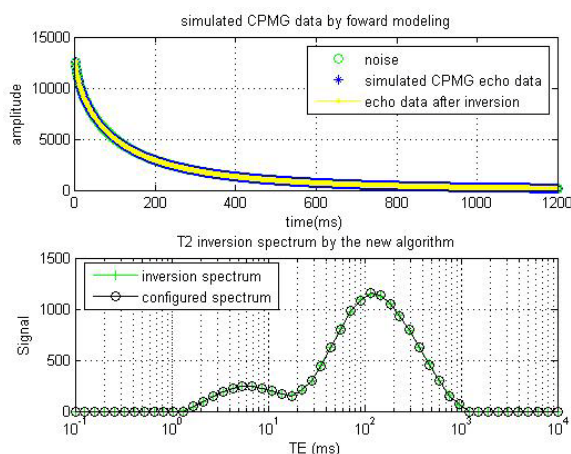 simulated CPMG data by foward modeling
15000
10000
5000
0
amplitude
noise
simulated CPMG echo data
echo data after inversion
0 200 400 600 800 1000 1200
time(ms)
T2 inversion spectrum by the new algorithm
1500
1000
500
0
Signal
inversion spectrum
configured spectrum
10⁻¹ 10⁰ 10¹ 10² 10³ 10⁴
TE (ms)